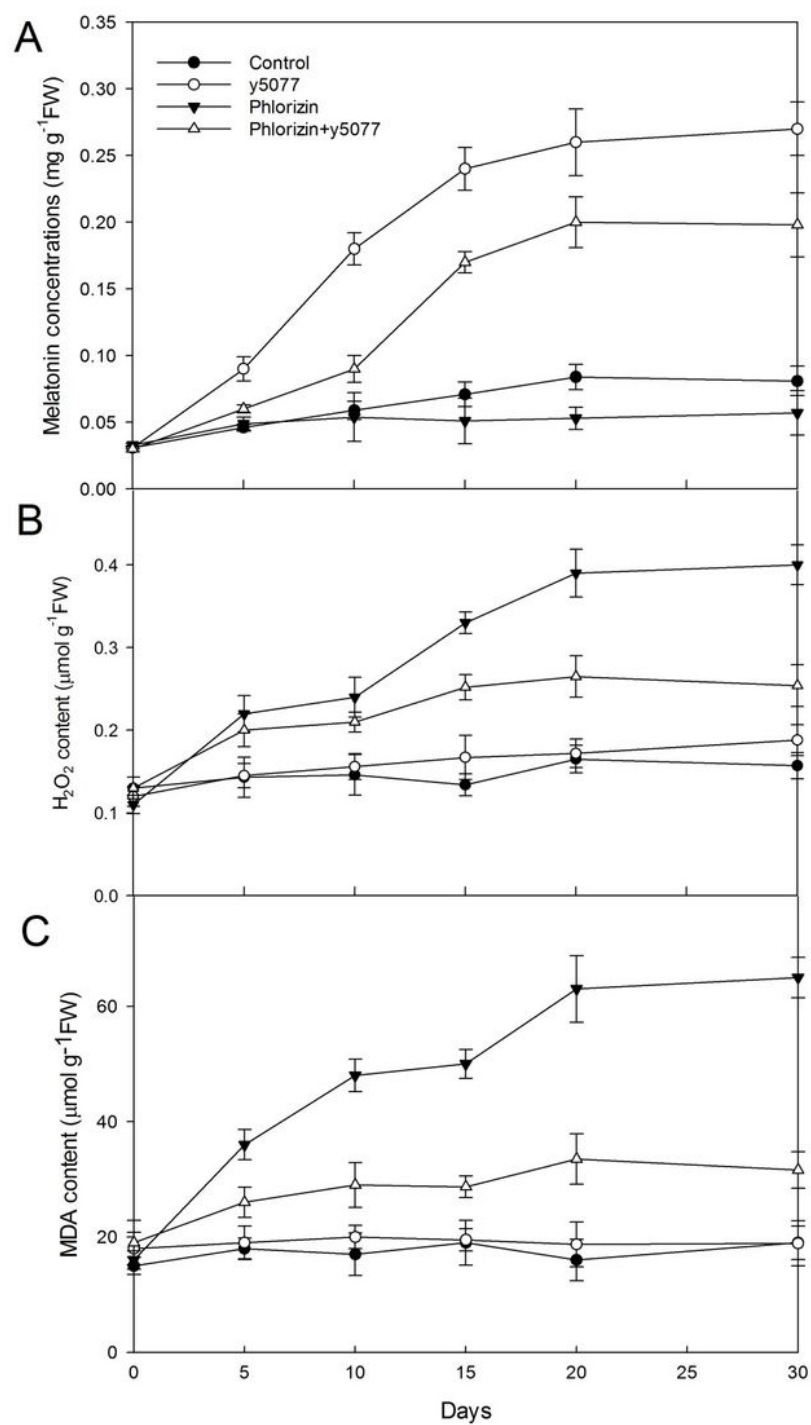 A
Melatonin concentrations (mg g⁻¹FW)
0.35
0.30
0.25
0.20
0.15
0.10
0.05
0.00
Control
y5077
Phlorizin
Phlorizin+y5077
B
H₂O₂ content (μmol g⁻¹FW)
0.4
0.3
0.2
0.1
0.0
C
MDA content (μmol g-¹FW)
60
40
20
0
0 5 10 15 20 25 30
Days